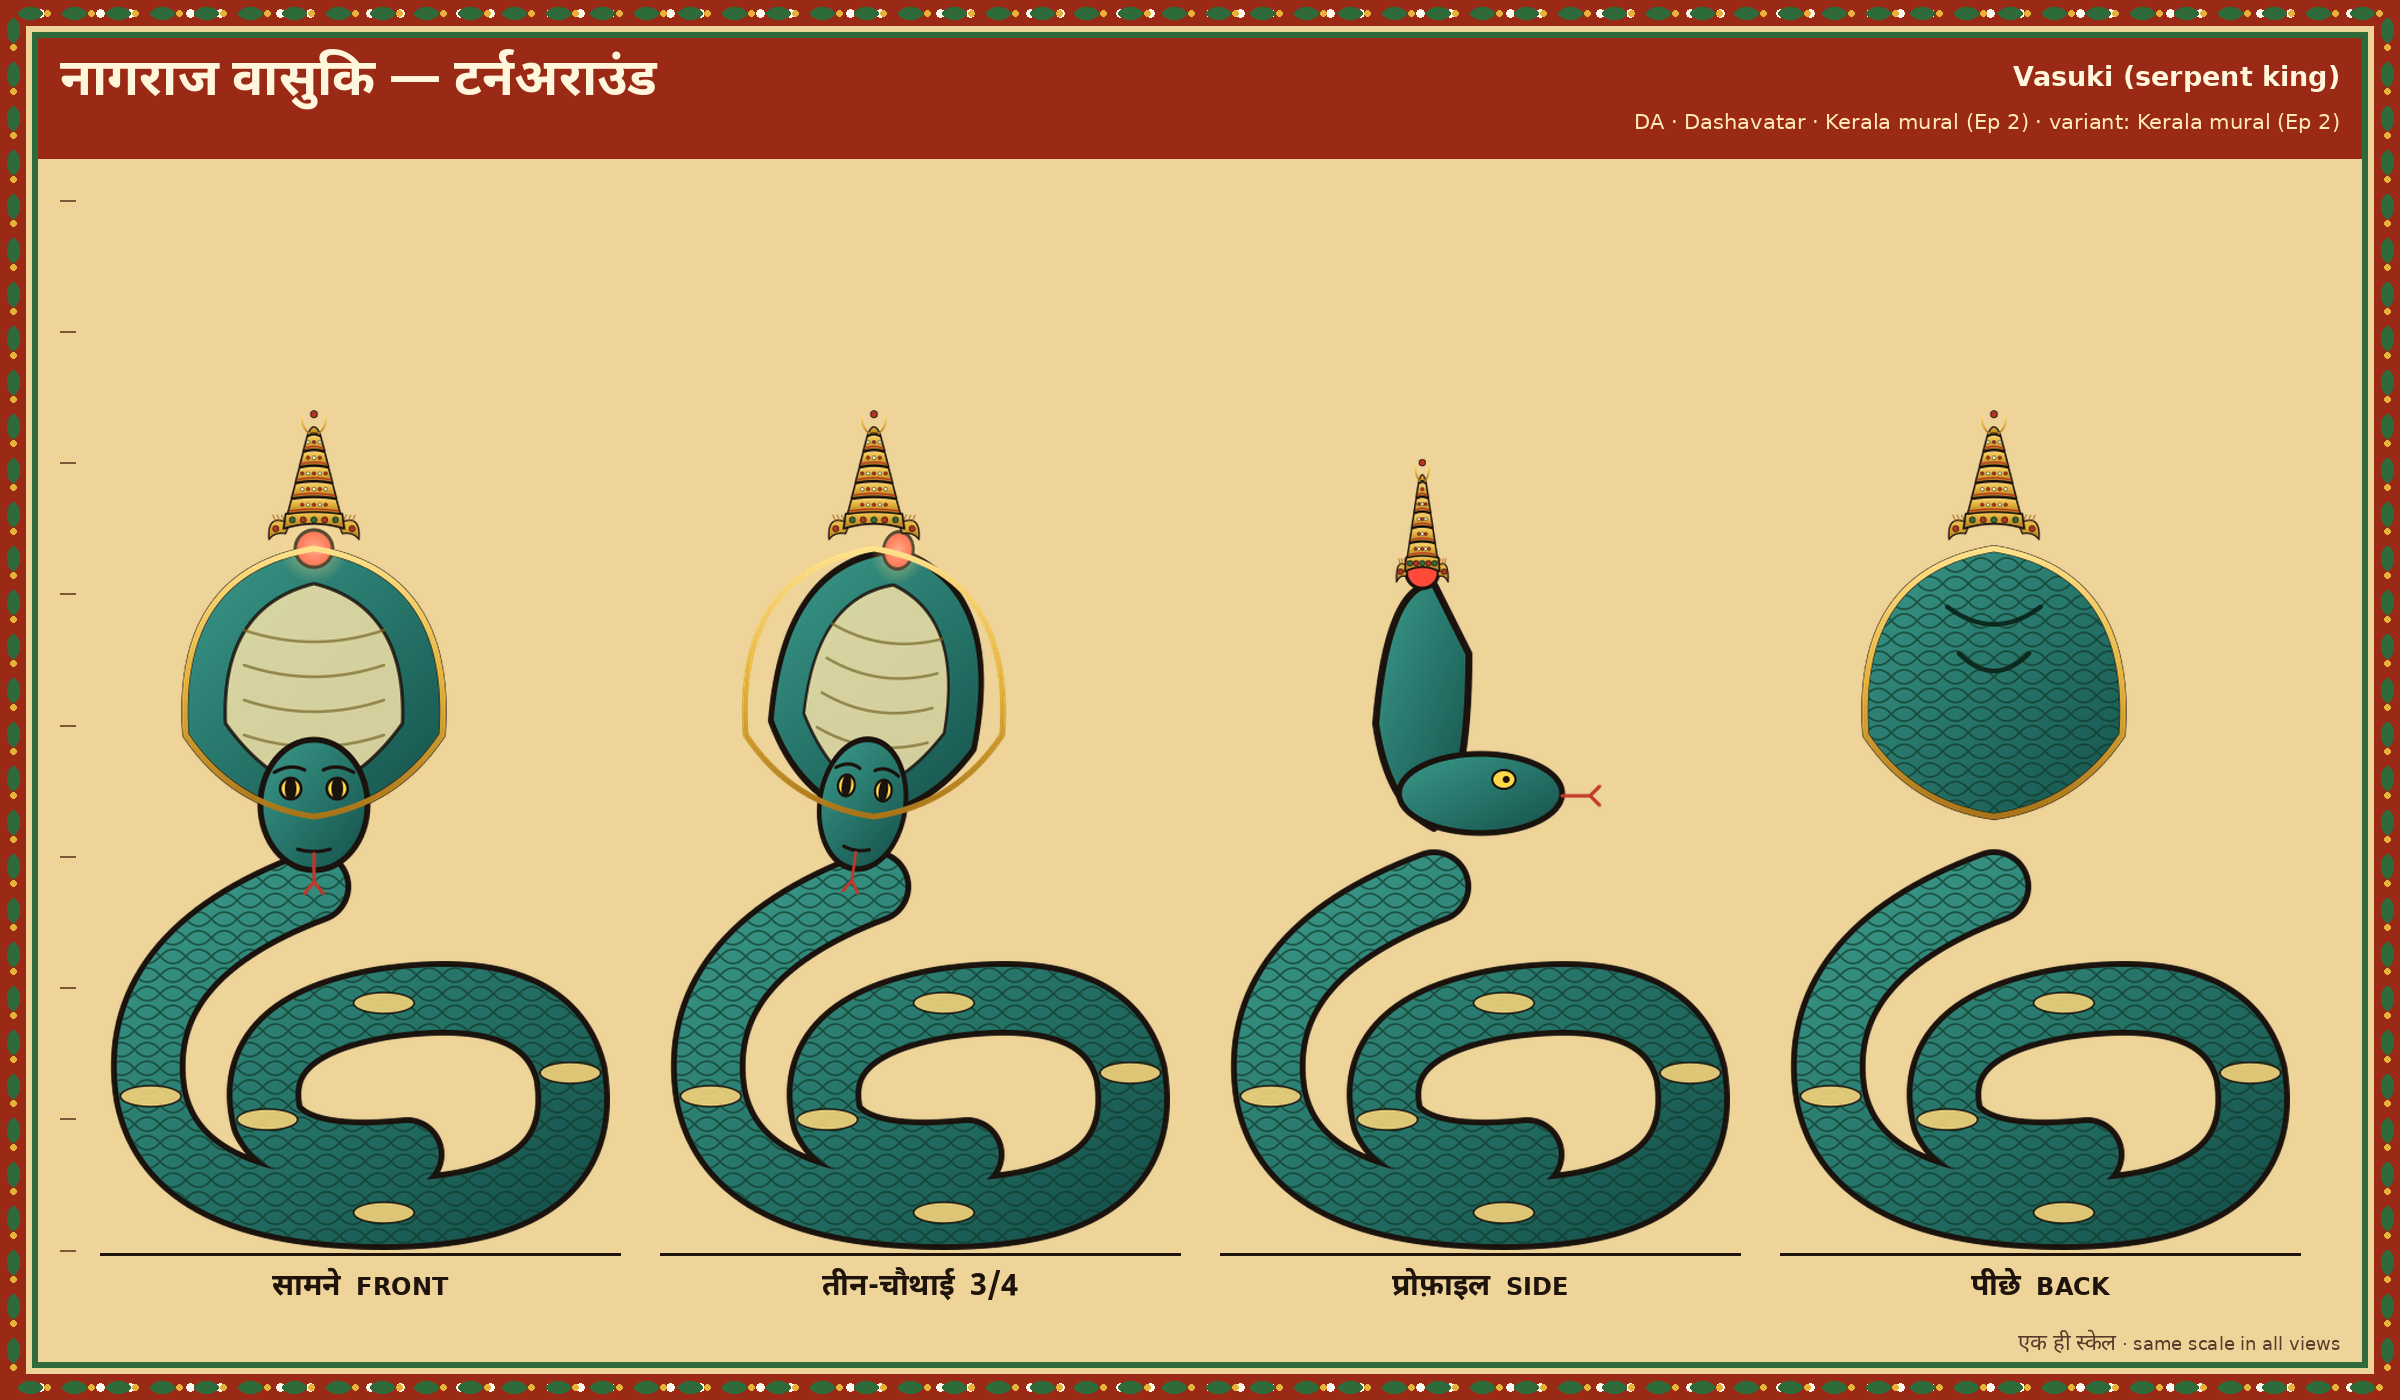 नागराज वासुकि — टर्नअराउंड
Vasuki (serpent king)
DA · Dashavatar · Kerala mural (Ep 2) · variant: Kerala mural (Ep 2)
सामने FRONT
तीन-चौथाई 3/4
प्रोफ़ाइल SIDE
पीछे BACK
एक ही स्केल · same scale in all views